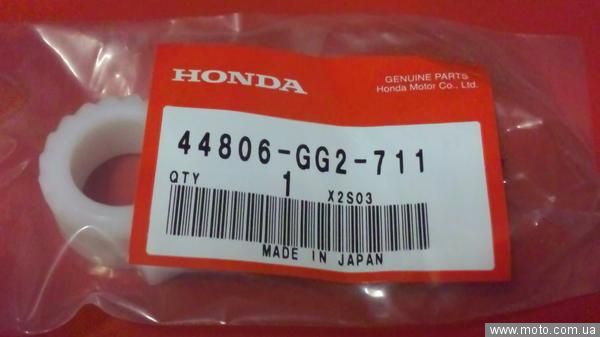 HONDA
GENUINE PARTS
Honda Motor Co., Ltd.
44806-GG2-711
QTY 1 X2S03
MADE IN JAPAN
www.moto.com.ua